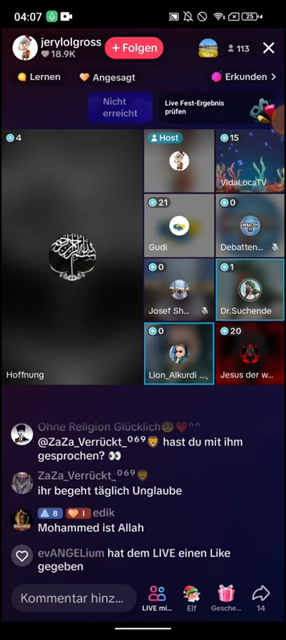 04:07
25
jerylolgross
18.9K
+ Folgen
113
Lernen
Angesagt
Erkunden >
Nicht
erreicht
Live Fest-Ergebnis
prüfen
4
Host
15
VidaLocaTV
21
Gudi
0
Debatten...
0
Josef Sh...
1
Dr.Suchende
Hoffnung
0
Lion_Alkurdi ...
20
Jesus der w...
Ohne Religion Glücklich
@ZaZa_Verrückt_⁰⁶⁹🦁 hast du mit ihm
gesprochen? 👀
ZaZa_Verrückt_⁰⁶⁹🦁
ihr begeht täglich Unglaube
8
1
edik
Mohammed ist Allah
evANGELium hat dem LIVE einen Like
gegeben
Kommentar hinz...
LIVE mi...
Elf
Gesche...
14